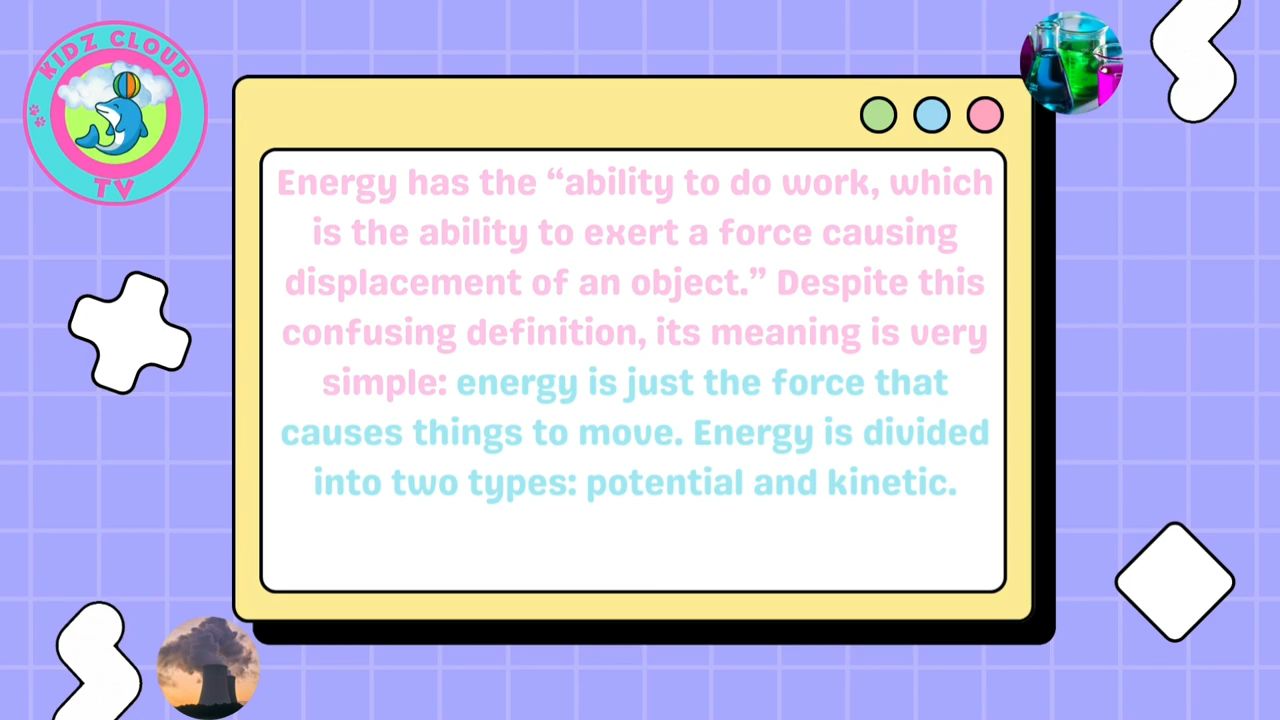 KIDZ CLOUD
TV
Energy has the “ability to do work, which
is the ability to exert a force causing
displacement of an object.” Despite this
confusing definition, its meaning is very
simple: energy is just the force that
causes things to move. Energy is divided
into two types: potential and kinetic.